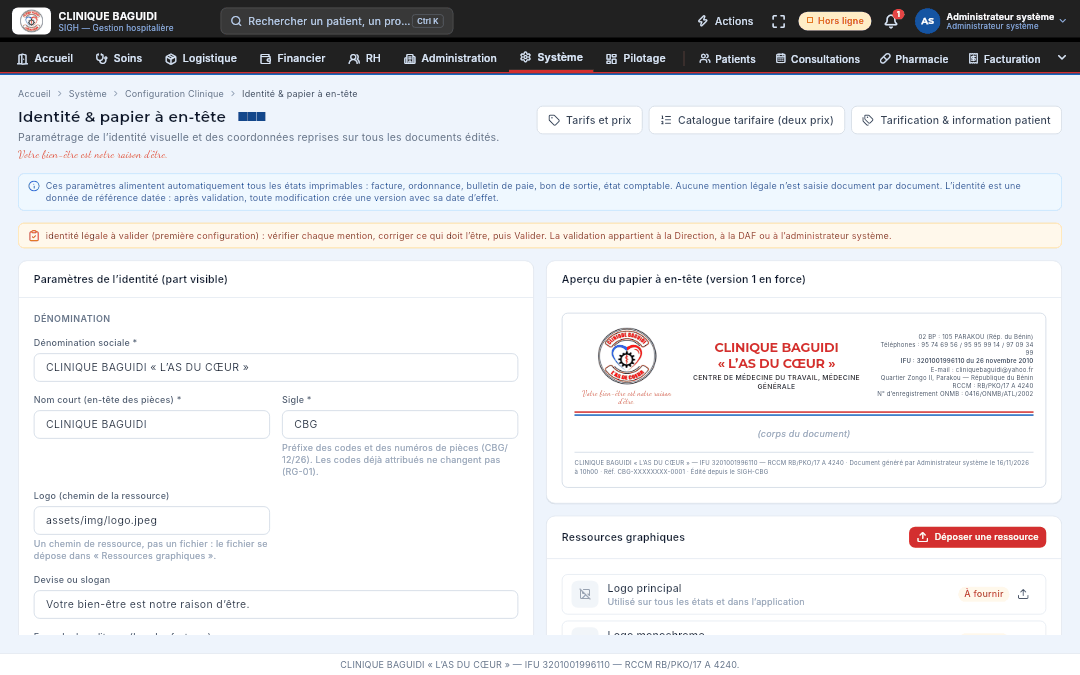 CLINIQUE BAGUIDI
SIGH — Gestion hospitalière
Rechercher un patient, un pro... Ctrl K
Actions
Hors ligne
1
AS
Administrateur système
Administrateur système
Accueil
Soins
Logistique
Financier
RH
Administration
Système
Pilotage
Patients
Consultations
Pharmacie
Facturation
Accueil > Système > Configuration Clinique > Identité & papier à en-tête
Identité & papier à en-tête
Paramétrage de l'identité visuelle et des coordonnées reprises sur tous les documents édités.
Votre bien-être est notre raison d'être.
Tarifs et prix
Catalogue tarifaire (deux prix)
Tarification & information patient
Ces paramètres alimentent automatiquement tous les états imprimables : facture, ordonnance, bulletin de paie, bon de sortie, état comptable. Aucune mention légale n'est saisie document par document. L'identité est une
donnée de référence datée : après validation, toute modification crée une version avec sa date d'effet.
identité légale à valider (première configuration) : vérifier chaque mention, corriger ce qui doit l'être, puis Valider. La validation appartient à la Direction, à la DAF ou à l'administrateur système.
Paramètres de l'identité (part visible)
DÉNOMINATION
Dénomination sociale *
CLINIQUE BAGUIDI « L'AS DU CŒUR »
Nom court (en-tête des pièces) *
CLINIQUE BAGUIDI
Sigle *
CBG
Préfixe des codes et des numéros de pièces (CBG/
12/26). Les codes déjà attribués ne changent pas
(RG-01).
Logo (chemin de la ressource)
assets/img/logo.jpeg
Un chemin de ressource, pas un fichier : le fichier se
dépose dans « Ressources graphiques ».
Devise ou slogan
Votre bien-être est notre raison d'être.
Aperçu du papier à en-tête (version 1 en force)
CLINIQUE BAGUIDI
L'AS DU CŒUR
Votre bien-être est notre raison
d'être.
CLINIQUE BAGUIDI
« L'AS DU CŒUR »
CENTRE DE MÉDECINE DU TRAVAIL, MÉDECINE
GÉNÉRALE
02 BP : 105 PARAKOU (Rép. du Bénin)
Téléphones : 95 74 69 56 / 95 95 99 14 / 97 09 34
99
IFU : 3201001996110 du 26 novembre 2010
E-mail : cliniquebaguidi@yahoo.fr
Quartier Zongo II, Parakou — République du Bénin
RCCM : RB/PKO/17 A 4240
N° d'enregistrement ONMB : 0416/ONMB/ATL/2002
(corps du document)
CLINIQUE BAGUIDI « L'AS DU CŒUR » — IFU 3201001996110 — RCCM RB/PKO/17 A 4240 · Document généré par Administrateur système le 16/11/2026
à 10h00 · Réf. CBG-XXXXXXXX-0001 · Édité depuis le SIGH-CBG
Ressources graphiques
Déposer une ressource
Logo principal
Utilisé sur tous les états et dans l'application
À fournir
Logo monochrome
CLINIQUE BAGUIDI « L'AS DU CŒUR » — IFU 3201001996110 — RCCM RB/PKO/17 A 4240.